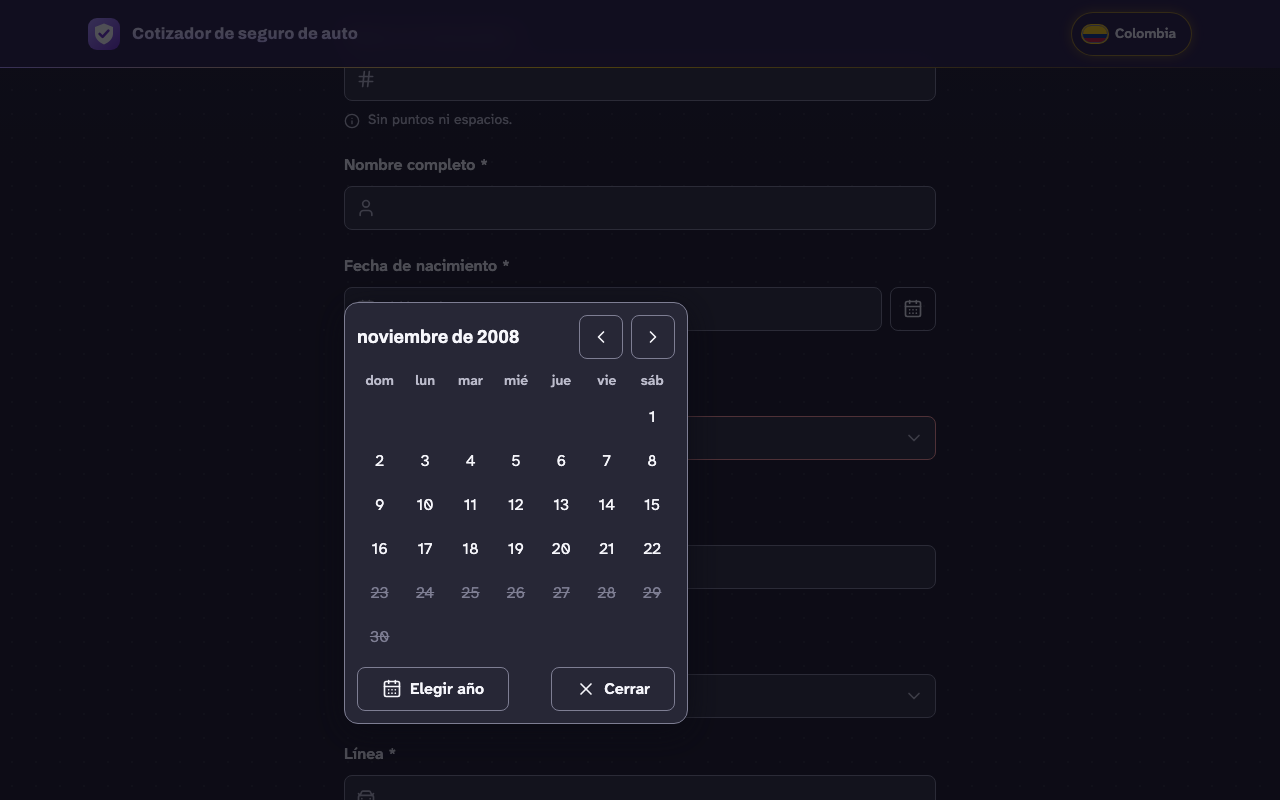 Cotizador de seguro de auto
Colombia
Sin puntos ni espacios.
Nombre completo *
Fecha de nacimiento *
noviembre de 2008
dom lun mar mié jue vie sáb
1
2 3 4 5 6 7 8
9 10 11 12 13 14 15
16 17 18 19 20 21 22
23 24 25 26 27 28 29
30
Elegir año
Cerrar
Línea *